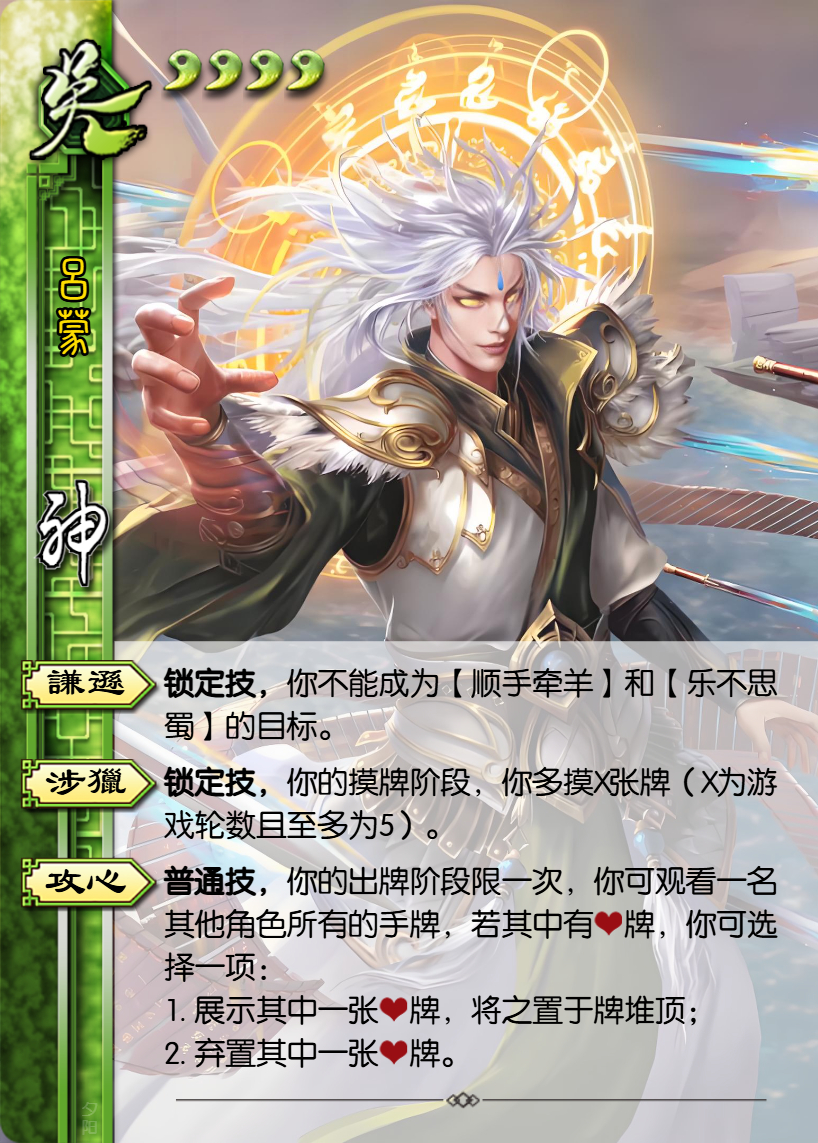 吴
吕蒙
神
謙遜
锁定技，你不能成为【顺手牵羊】和【乐不思
蜀】的目标。
涉獵
锁定技，你的摸牌阶段，你多摸X张牌（X为游
戏轮数且至多为5）。
攻心
普通技，你的出牌阶段限一次，你可观看一名
其他角色所有的手牌，若其中有❤牌，你可选
择一项：
1. 展示其中一张❤牌，将之置于牌堆顶；
2. 弃置其中一张❤牌。
夕阳